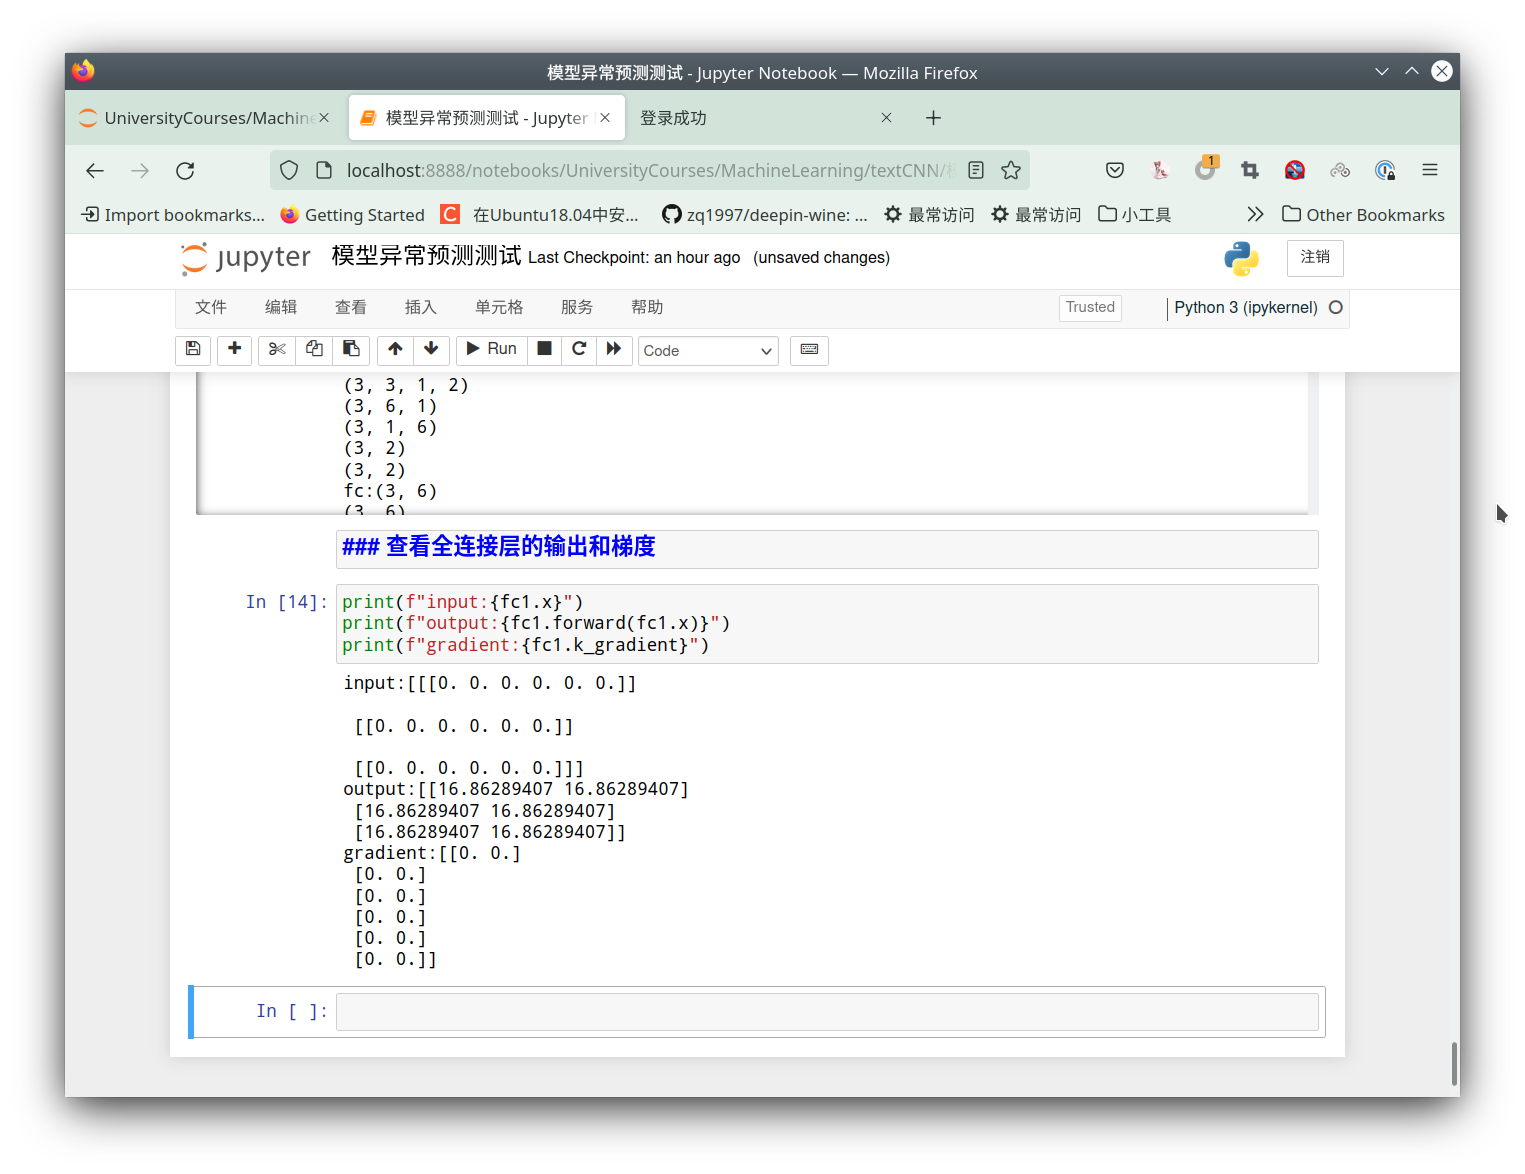 模型异常预测测试 - Jupyter Notebook — Mozilla Firefox
UniversityCourses/Machine
模型异常预测测试 - Jupyter
登录成功
localhost:8888/notebooks/UniversityCourses/MachineLearning/textCNN/
1
Import bookmarks...
Getting Started
在Ubuntu18.04中安...
zq1997/deepin-wine: ...
最常访问
最常访问
小工具
Other Bookmarks
jupyter
模型异常预测测试
Last Checkpoint: an hour ago (unsaved changes)
注销
文件 编辑 查看 插入 单元格 服务 帮助
Trusted
Python 3 (ipykernel)
Run
Code
(3, 3, 1, 2)
(3, 6, 1)
(3, 1, 6)
(3, 2)
(3, 2)
fc:(3, 6)
(3, 6)
### 查看全连接层的输出和梯度
In [14]:
print(f"input:{fc1.x}")
print(f"output:{fc1.forward(fc1.x)}")
print(f"gradient:{fc1.k_gradient}")
input:[[[0. 0. 0. 0. 0. 0.]]
[[0. 0. 0. 0. 0. 0.]]
[[0. 0. 0. 0. 0. 0.]]]
output:[[16.86289407 16.86289407]
[16.86289407 16.86289407]
[16.86289407 16.86289407]]
gradient:[[0. 0.]
[0. 0.]
[0. 0.]
[0. 0.]
[0. 0.]
[0. 0.]]
In [ ]: